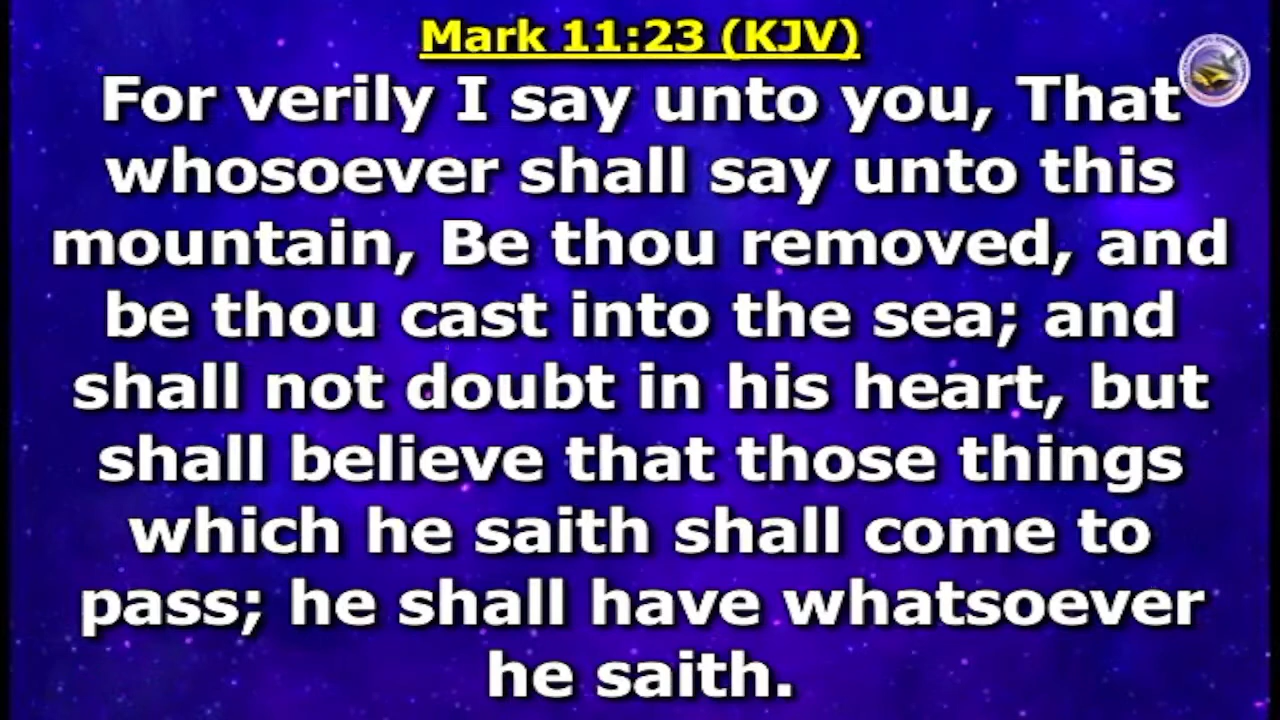 Mark 11:23 (KJV)
For verily I say unto you, That
whosoever shall say unto this
mountain, Be thou removed, and
be thou cast into the sea; and
shall not doubt in his heart, but
shall believe that those things
which he saith shall come to
pass; he shall have whatsoever
he saith.